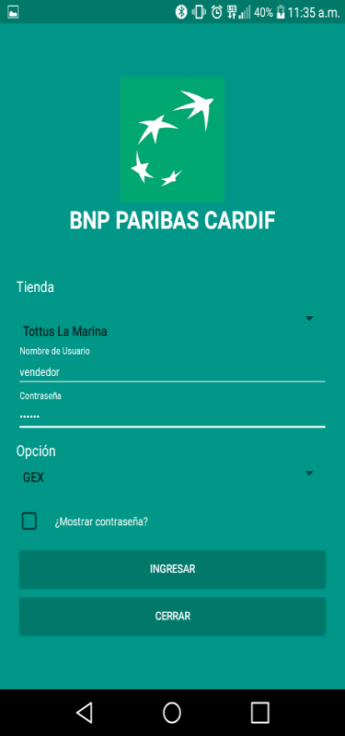 40% 11:35 a.m.
BNP PARIBAS CARDIF
Tienda
Tottus La Marina
Nombre de Usuario
vendedor
Contraseña
······
Opción
GEX
¿Mostrar contraseña?
INGRESAR
CERRAR